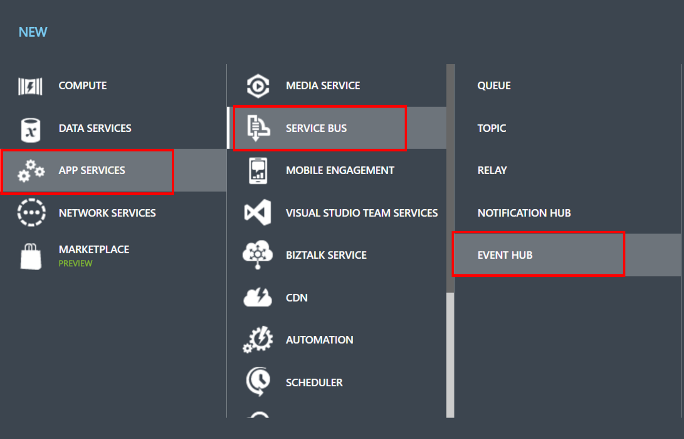 NEW
COMPUTE
DATA SERVICES
APP SERVICES
NETWORK SERVICES
MARKETPLACE
PREVIEW
MEDIA SERVICE
SERVICE BUS
MOBILE ENGAGEMENT
VISUAL STUDIO TEAM SERVICES
BIZTALK SERVICE
CDN
AUTOMATION
SCHEDULER
QUEUE
TOPIC
RELAY
NOTIFICATION HUB
EVENT HUB